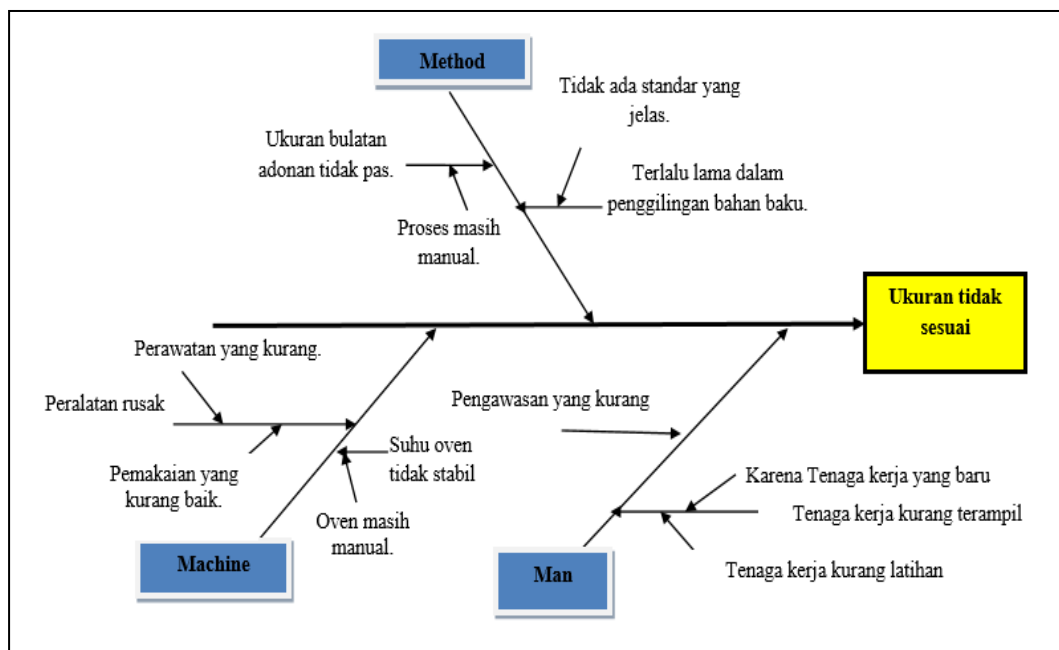 Method
Tidak ada standar yang
jelas.
Ukuran bulatan
adonan tidak pas.
Terlalu lama dalam
penggilingan bahan baku.
Proses masih
manual.
Ukuran tidak
sesuai
Perawatan yang kurang.
Peralatan rusak
Pemakaian yang
kurang baik.
Suhu oven
tidak stabil
Oven masih
manual.
Machine
Pengawasan yang kurang
Karena Tenaga kerja yang baru
Tenaga kerja kurang terampil
Tenaga kerja kurang latihan
Man